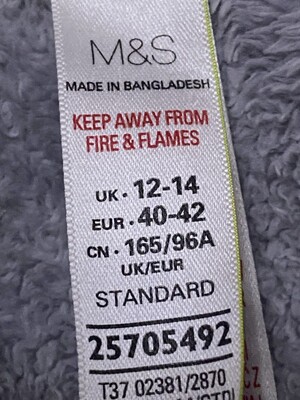 M&S
MADE IN BANGLADESH
KEEP AWAY FROM
FIRE & FLAMES
UK • 12-14
EUR • 40-42
CN • 165/96A
UK/EUR
STANDARD
25705492
T37 02381/2870